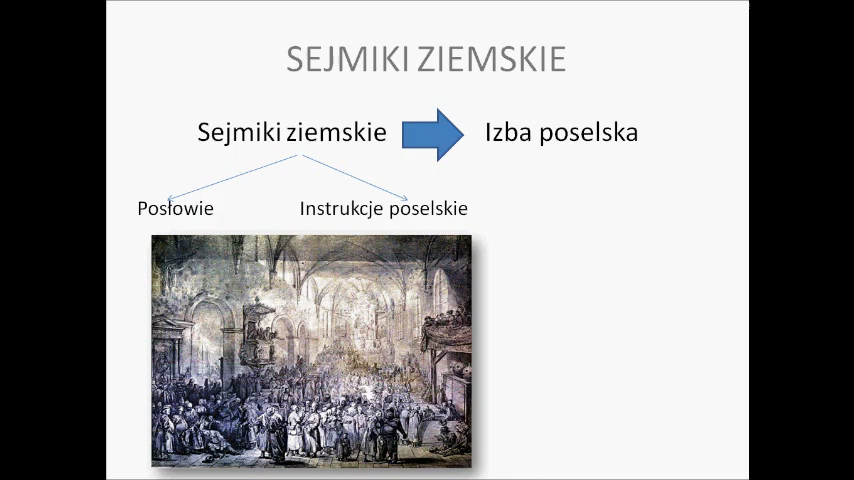 SEJMIKI ZIEMSKIE
Sejmiki ziemskie
Izba poselska
Posłowie
Instrukcje poselskie